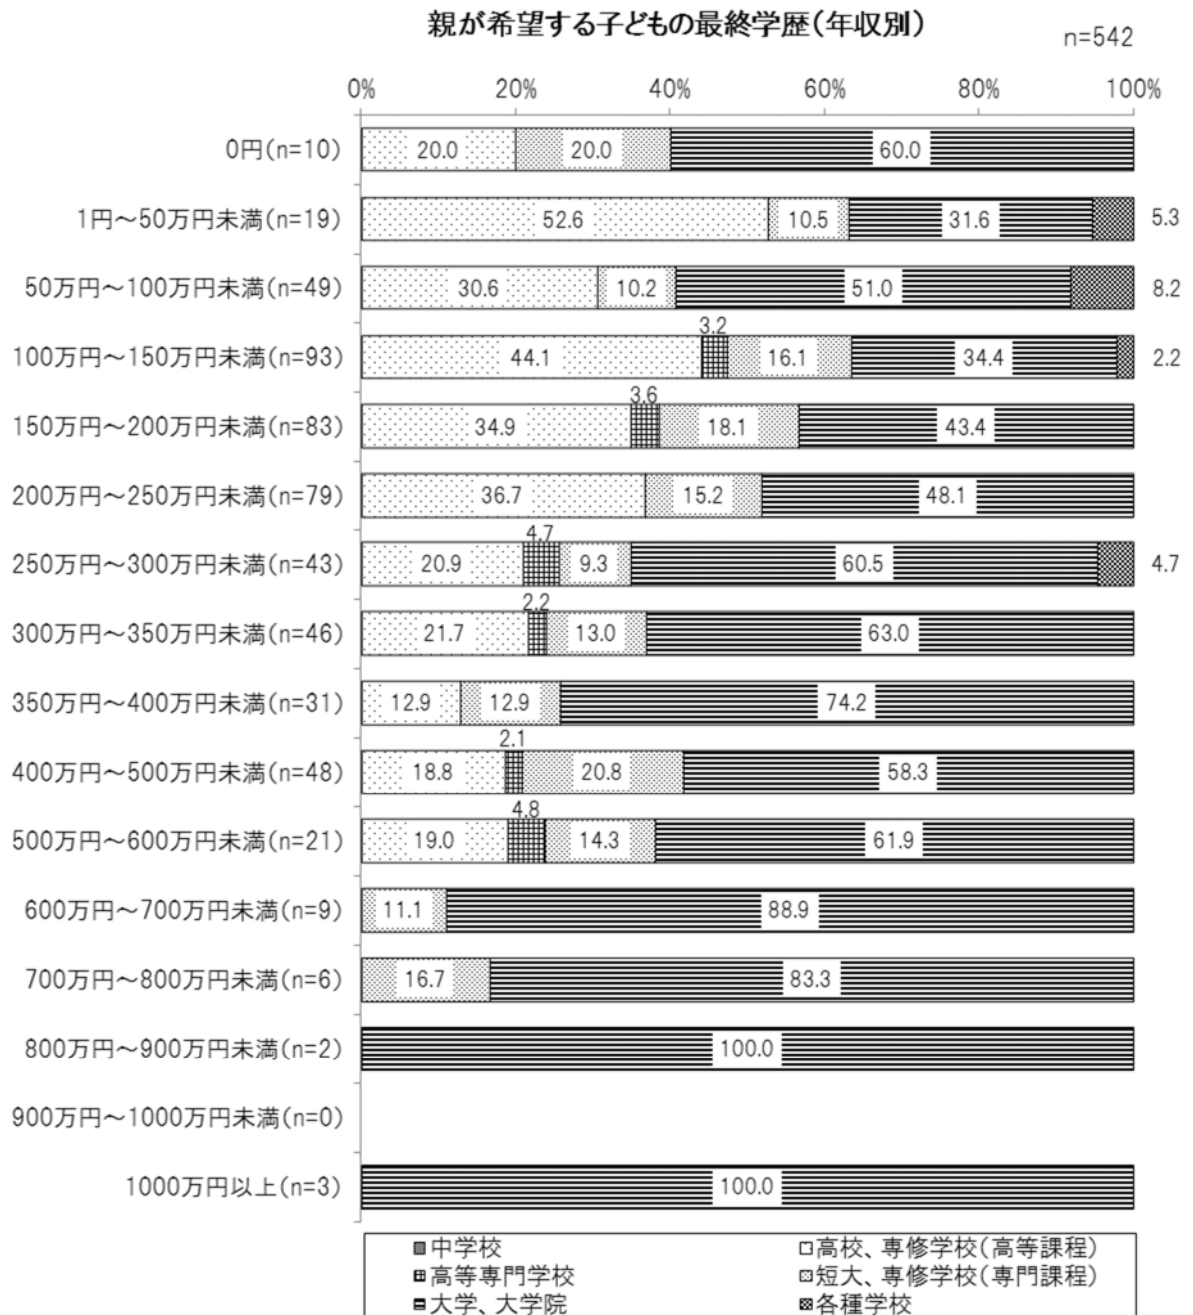 親が希望する子どもの最終学歴(年収別)
n=542
0% 20% 40% 60% 80% 100%
0円(n=10) 20.0 20.0 60.0
1円～50万円未満(n=19) 52.6 10.5 31.6 5.3
50万円～100万円未満(n=49) 30.6 10.2 51.0 8.2
3.2
100万円～150万円未満(n=93) 44.1 16.1 34.4 2.2
3.6
150万円～200万円未満(n=83) 34.9 18.1 43.4
200万円～250万円未満(n=79) 36.7 15.2 48.1
4.7
250万円～300万円未満(n=43) 20.9 9.3 60.5 4.7
2.2
300万円～350万円未満(n=46) 21.7 13.0 63.0
350万円～400万円未満(n=31) 12.9 12.9 74.2
2.1
400万円～500万円未満(n=48) 18.8 20.8 58.3
4.8
500万円～600万円未満(n=21) 19.0 14.3 61.9
600万円～700万円未満(n=9) 11.1 88.9
700万円～800万円未満(n=6) 16.7 83.3
800万円～900万円未満(n=2) 100.0
900万円～1000万円未満(n=0)
1000万円以上(n=3) 100.0
中学校 高校、専修学校(高等課程)
高等専門学校 短大、専修学校(専門課程)
大学、大学院 各種学校